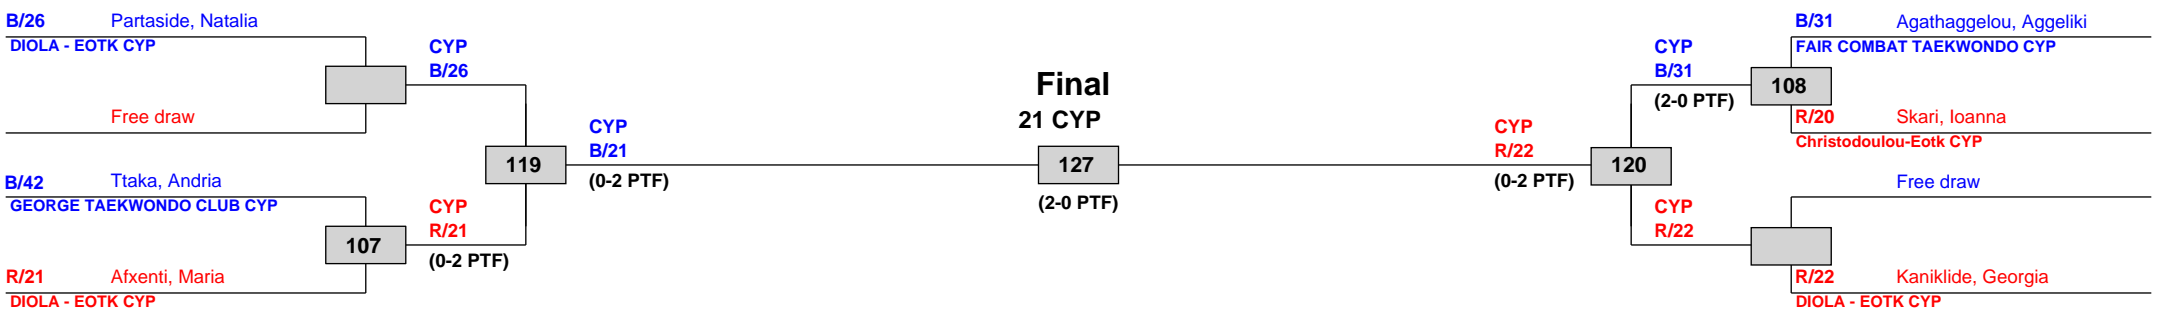 B/26 Partaside, Natalia
DIOLA - EOTK CYP
Free draw
B/42 Ttaka, Andria
GEORGE TAEKWONDO CLUB CYP
R/21 Afxenti, Maria
DIOLA - EOTK CYP
107
CYP
B/26
CYP
R/21
(0-2 PTF)
119
CYP
B/21
(0-2 PTF)
Final
21 CYP
127
(2-0 PTF)
CYP
R/22
(0-2 PTF)
120
CYP
B/31
(2-0 PTF)
CYP
R/22
108
B/31 Agathaggelou, Aggeliki
FAIR COMBAT TAEKWONDO CYP
R/20 Skari, Ioanna
Christodoulou-Eotk CYP
Free draw
R/22 Kaniklide, Georgia
DIOLA - EOTK CYP